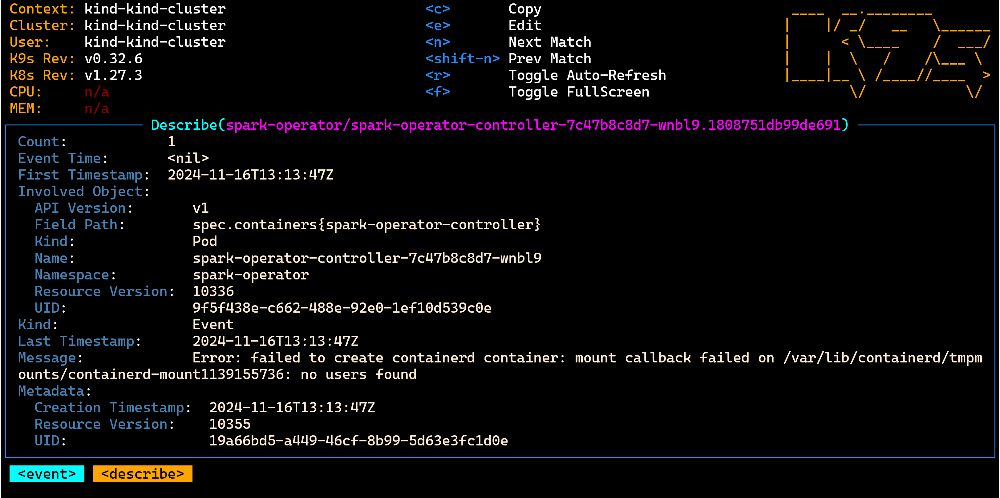 Context: kind-kind-cluster <c> Copy
Cluster: kind-kind-cluster <e> Edit
User: kind-kind-cluster <n> Next Match
K9s Rev: v0.32.6 <shift-n> Prev Match
K8s Rev: v1.27.3 <r> Toggle Auto-Refresh
CPU: n/a <f> Toggle FullScreen
MEM: n/a
Describe(spark-operator/spark-operator-controller-7c47b8c8d7-wnbl9.1808751db99de691)
Count: 1
Event Time: <nil>
First Timestamp: 2024-11-16T13:13:47Z
Involved Object:
API Version: v1
Field Path: spec.containers{spark-operator-controller}
Kind: Pod
Name: spark-operator-controller-7c47b8c8d7-wnbl9
Namespace: spark-operator
Resource Version: 10336
UID: 9f5f438e-c662-488e-92e0-1ef10d539c0e
Kind: Event
Last Timestamp: 2024-11-16T13:13:47Z
Message: Error: failed to create containerd container: mount callback failed on /var/lib/containerd/tmpm
ounts/containerd-mount1139155736: no users found
Metadata:
Creation Timestamp: 2024-11-16T13:13:47Z
Resource Version: 10355
UID: 19a66bd5-a449-46cf-8b99-5d63e3fc1d0e
<event> <describe>